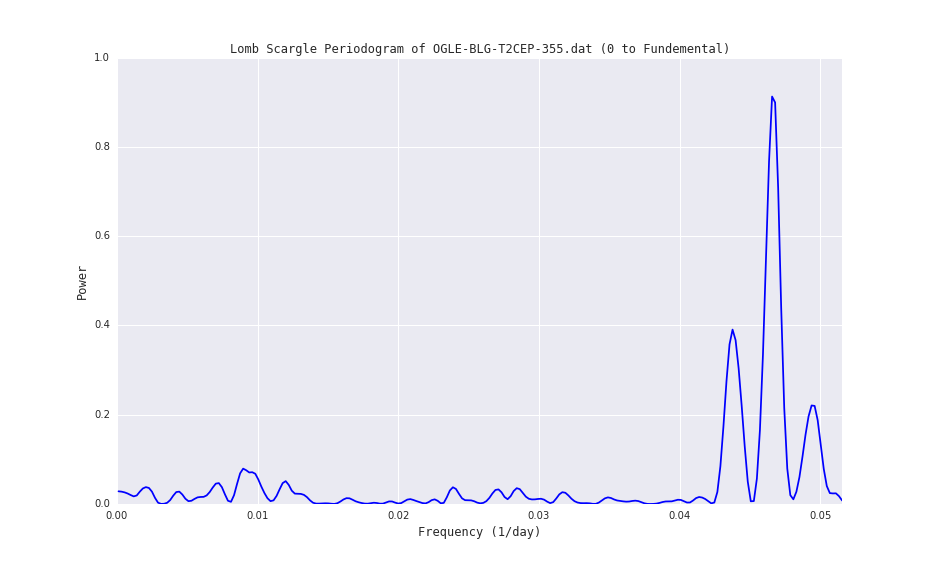 Lomb Scargle Periodogram of OGLE-BLG-T2CEP-355.dat (0 to Fundemental)
1.0
0.8
0.6
0.4
0.2
0.0
Power
0.00 0.01 0.02 0.03 0.04 0.05
Frequency (1/day)